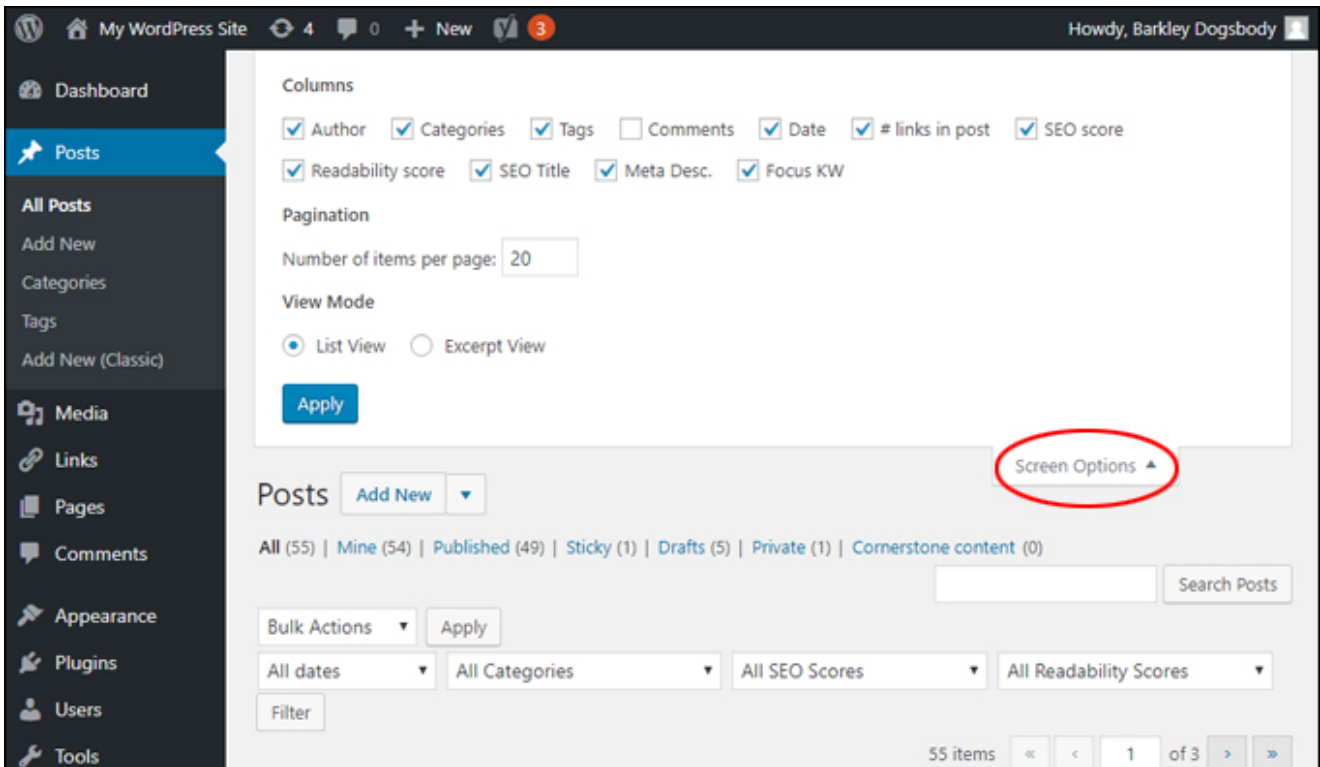 My WordPress Site 4 0 + New 3 Howdy, Barkley Dogsbody
Dashboard
Posts
All Posts
Add New
Categories
Tags
Add New (Classic)
Media
Links
Pages
Comments
Appearance
Plugins
Users
Tools
Columns
Author Categories Tags Comments Date # links in post SEO score
Readability score SEO Title Meta Desc. Focus KW
Pagination
Number of items per page: 20
View Mode
List View Excerpt View
Apply
Screen Options ▲
Posts Add New ▼
All (55) | Mine (54) | Published (49) | Sticky (1) | Drafts (5) | Private (1) | Cornerstone content (0)
Search Posts
Bulk Actions ▼ Apply
All dates ▼ All Categories ▼ All SEO Scores ▼ All Readability Scores ▼
Filter
55 items « ‹ 1 of 3 › »